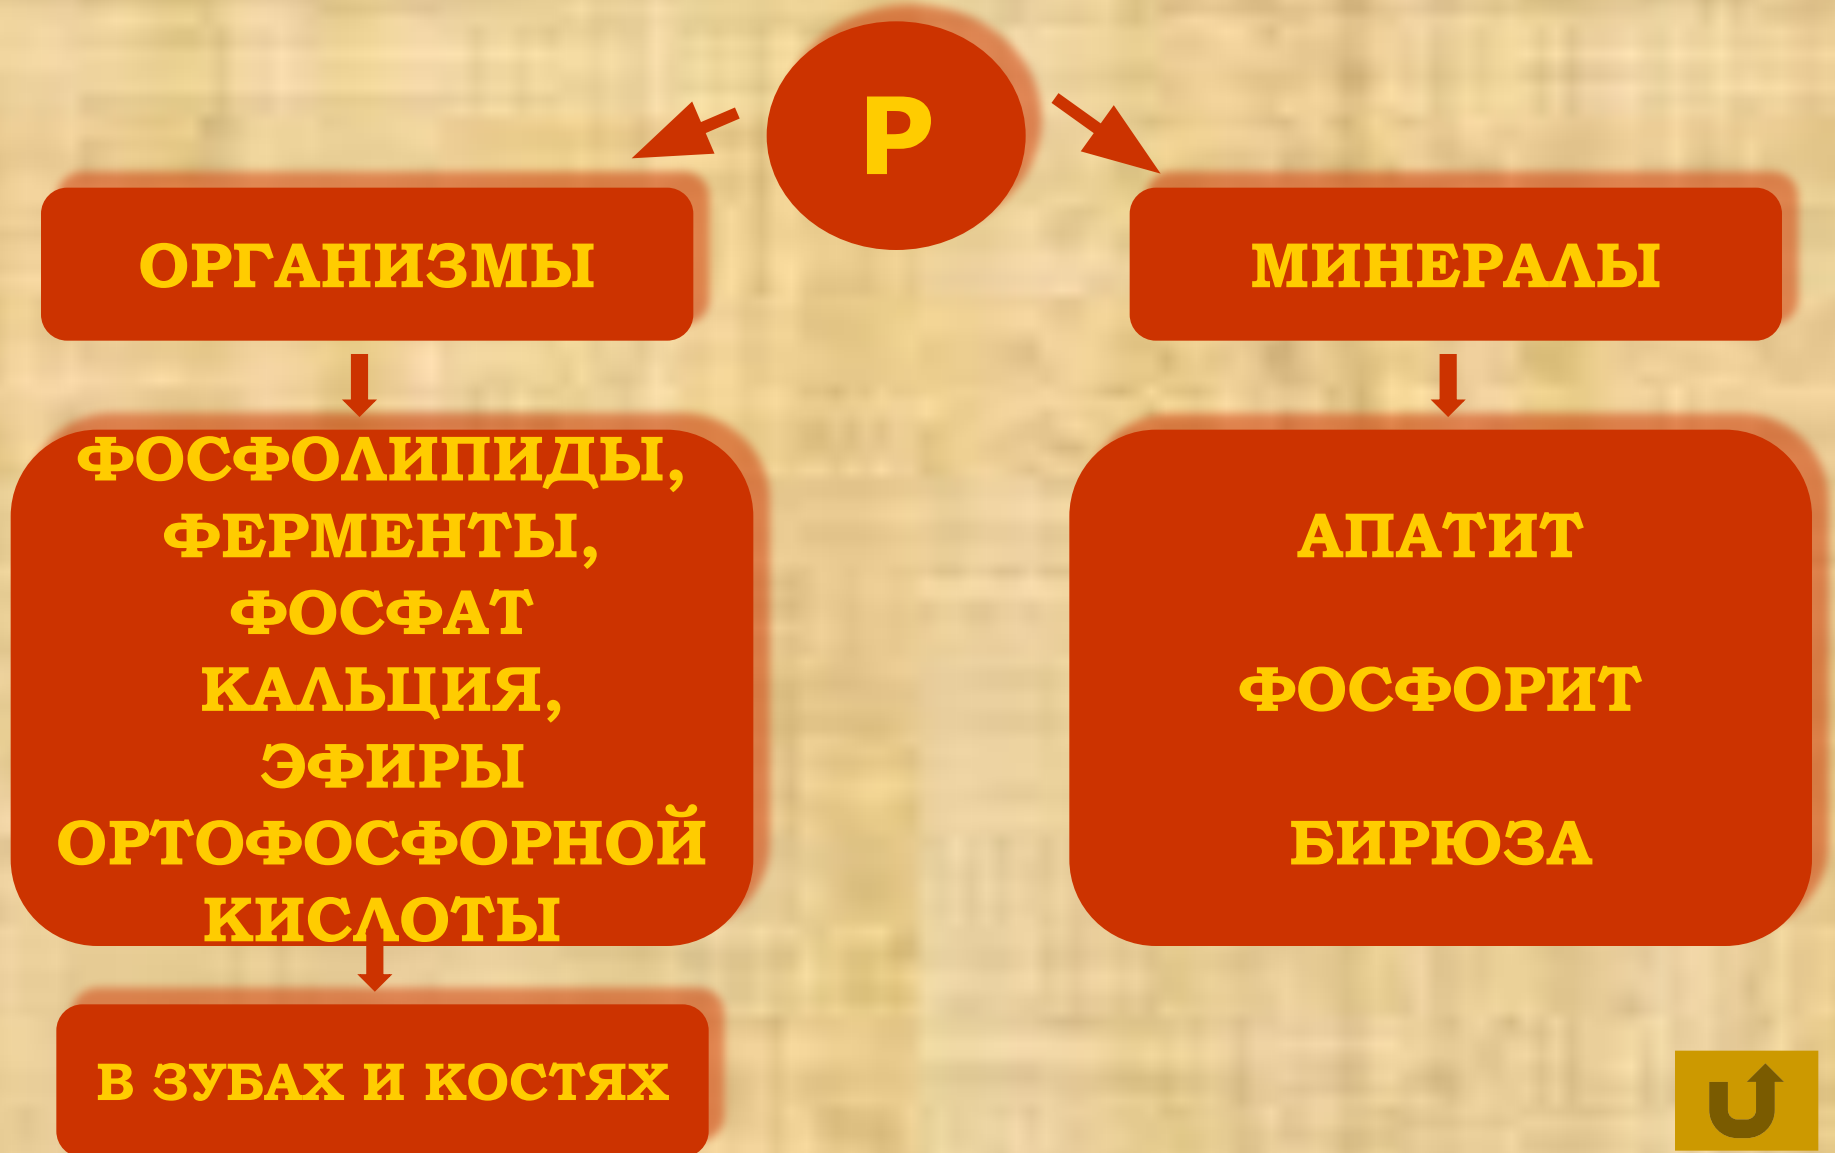 P
ОРГАНИЗМЫ
МИНЕРАЛЫ
ФОСФОЛИПИДЫ,
ФЕРМЕНТЫ,
ФОСФАТ
КАЛЬЦИЯ,
ЭФИРЫ
ОРТОФОСФОРНОЙ
КИСЛОТЫ
АПАТИТ
ФОСФОРИТ
БИРЮЗА
В ЗУБАХ И КОСТЯХ